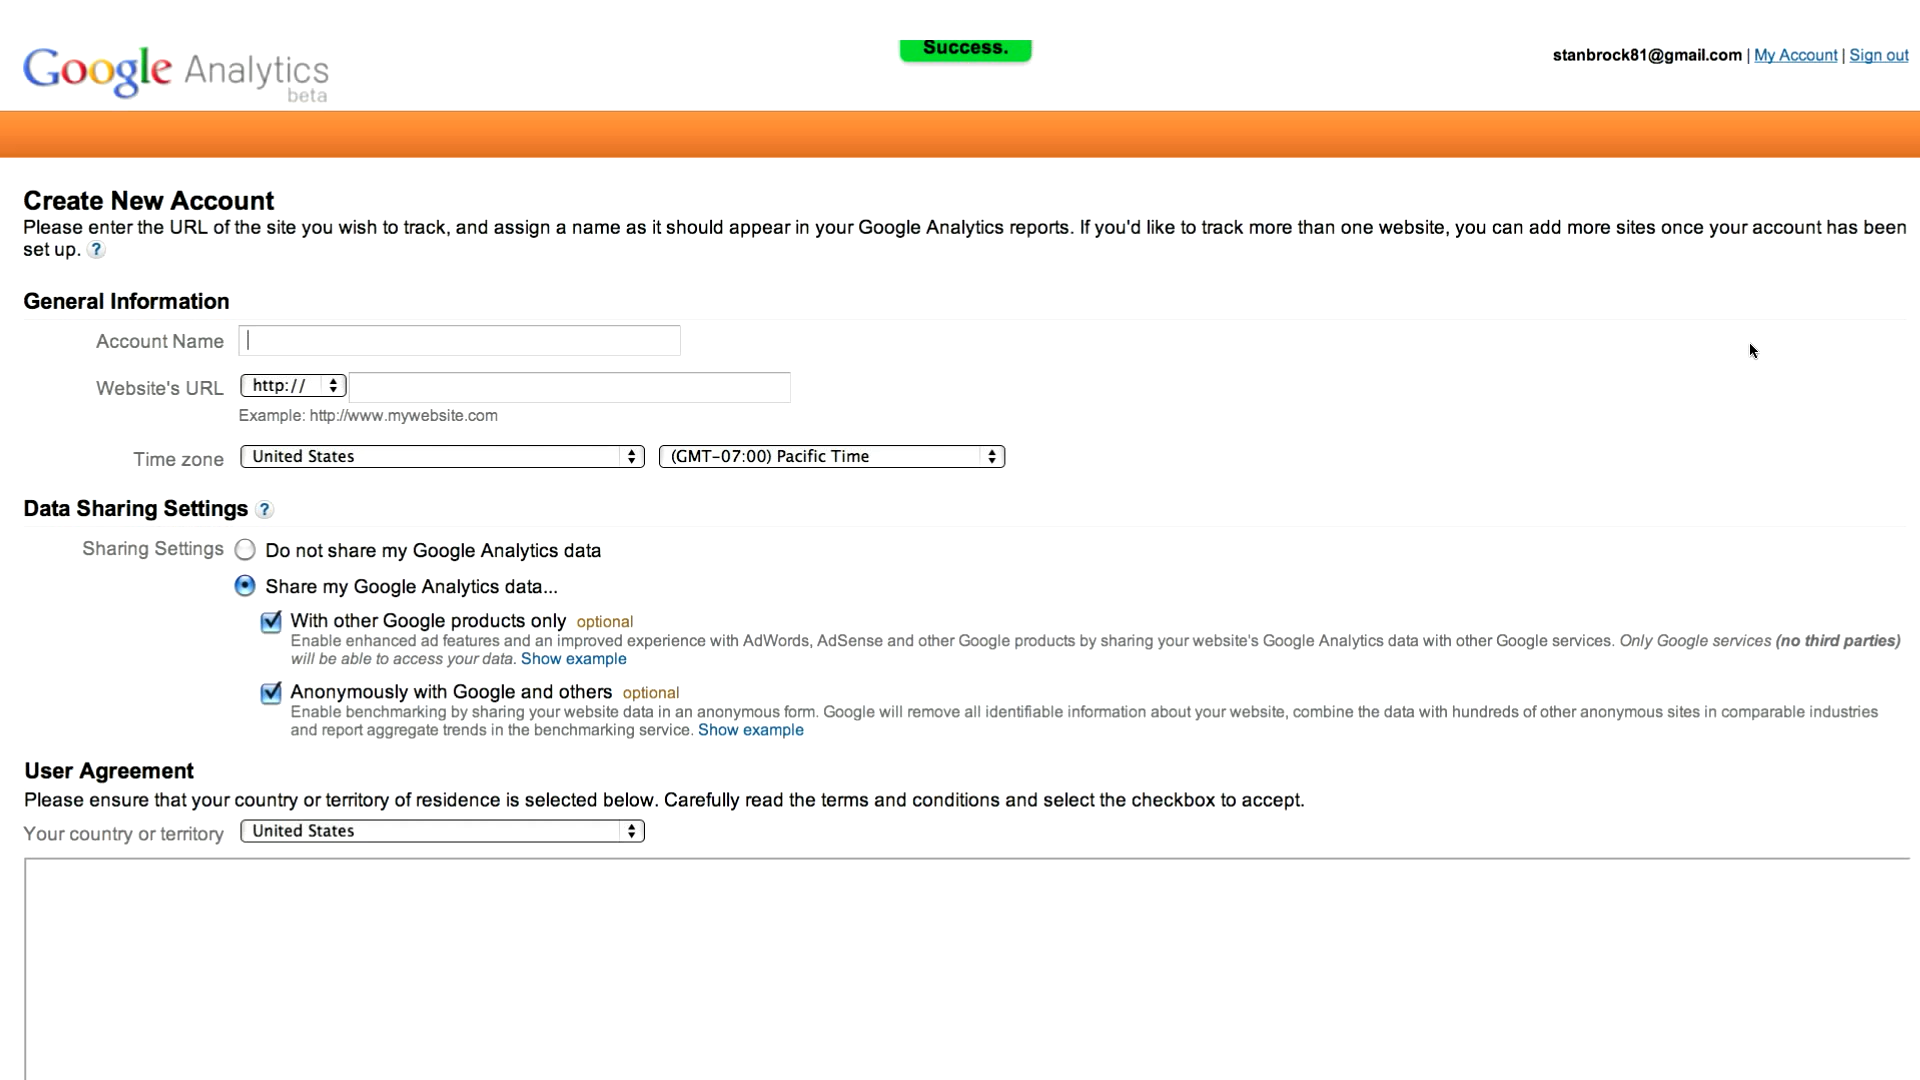 Google Analytics
beta
Success.
stanbrock81@gmail.com | My Account | Sign out
Create New Account
Please enter the URL of the site you wish to track, and assign a name as it should appear in your Google Analytics reports. If you'd like to track more than one website, you can add more sites once your account has been
set up. ?
General Information
Account Name
Website's URL http://
Example: http://www.mywebsite.com
Time zone United States (GMT-07:00) Pacific Time
Data Sharing Settings ?
Sharing Settings Do not share my Google Analytics data
Share my Google Analytics data...
With other Google products only optional
Enable enhanced ad features and an improved experience with AdWords, AdSense and other Google products by sharing your website's Google Analytics data with other Google services. Only Google services (no third parties)
will be able to access your data. Show example
Anonymously with Google and others optional
Enable benchmarking by sharing your website data in an anonymous form. Google will remove all identifiable information about your website, combine the data with hundreds of other anonymous sites in comparable industries
and report aggregate trends in the benchmarking service. Show example
User Agreement
Please ensure that your country or territory of residence is selected below. Carefully read the terms and conditions and select the checkbox to accept.
Your country or territory United States